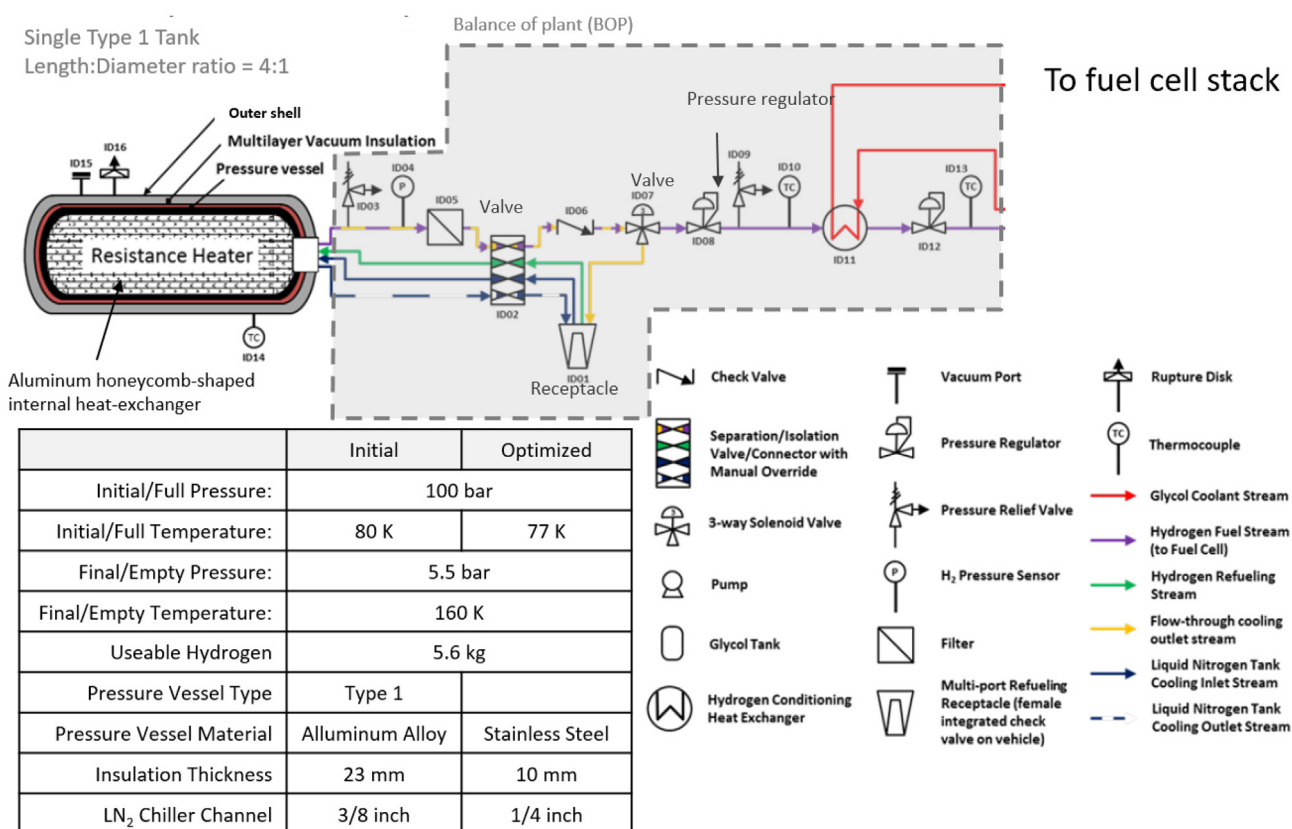 Balance of plant (BOP)
Single Type 1 Tank
Length:Diameter ratio = 4:1
To fuel cell stack
Pressure regulator
Outer shell
Multilayer Vacuum Insulation
Pressure vessel
ID16
ID15
ID04
P
ID03
ID05
Valve
ID06
Valve
ID07
3
ID08
ID09
ID10
TC
ID11
ID12
ID13
TC
Resistance Heater
ID02
TC
ID14
ID01
Receptacle
Aluminum honeycomb-shaped
internal heat-exchanger
Initial Optimized
Initial/Full Pressure: 100 bar
Initial/Full Temperature: 80 K 77 K
Final/Empty Pressure: 5.5 bar
Final/Empty Temperature: 160 K
Useable Hydrogen 5.6 kg
Pressure Vessel Type Type 1
Pressure Vessel Material Alluminum Alloy Stainless Steel
Insulation Thickness 23 mm 10 mm
LN2 Chiller Channel 3/8 inch 1/4 inch
Check Valve
Separation/Isolation
Valve/Connector with
Manual Override
3
3-way Solenoid Valve
Pump
Glycol Tank
Hydrogen Conditioning
Heat Exchanger
Vacuum Port
Pressure Regulator
Pressure Relief Valve
P
H2 Pressure Sensor
Filter
Multi-port Refueling
Receptacle (female
integrated check
valve on vehicle)
Rupture Disk
TC
Thermocouple
Glycol Coolant Stream
Hydrogen Fuel Stream
(to Fuel Cell)
Hydrogen Refueling
Stream
Flow-through cooling
outlet stream
Liquid Nitrogen Tank
Cooling Inlet Stream
Liquid Nitrogen Tank
Cooling Outlet Stream